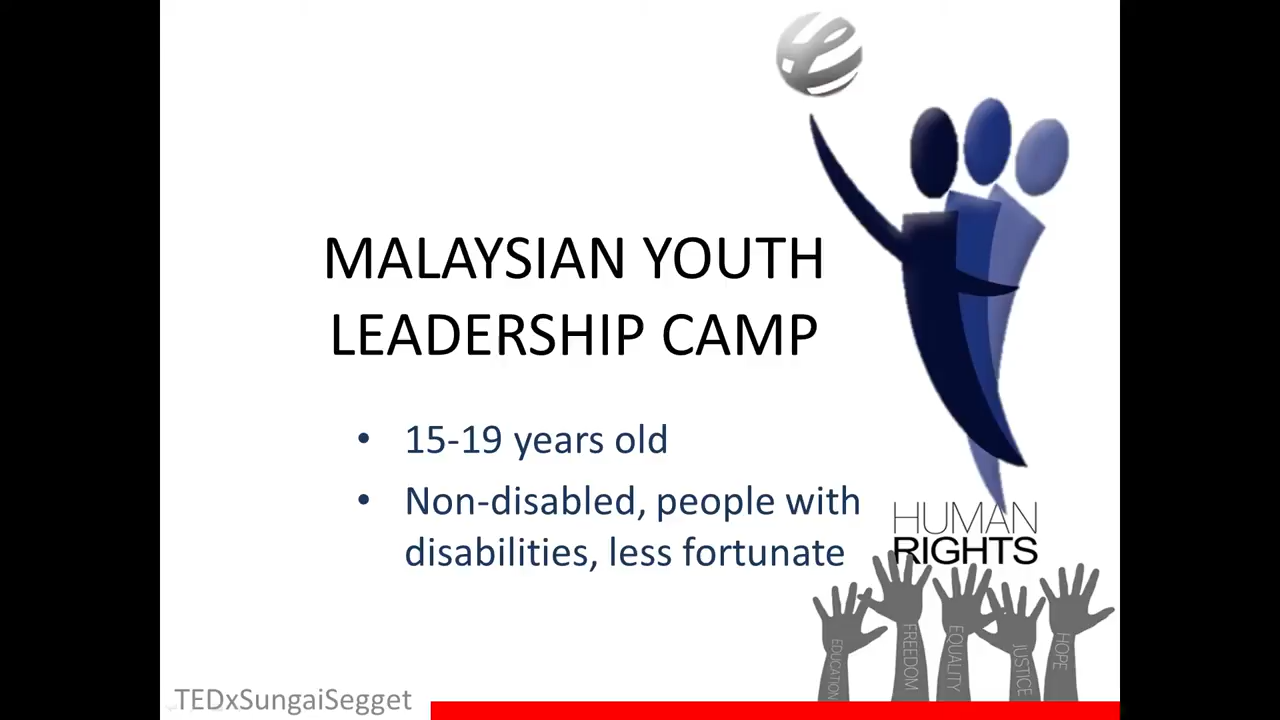 MALAYSIAN YOUTH
LEADERSHIP CAMP
• 15-19 years old
• Non-disabled, people with
disabilities, less fortunate
HUMAN
RIGHTS
EDUCATION
FREEDOM
EQUALITY
JUSTICE
HOPE
TEDxSungaiSegget